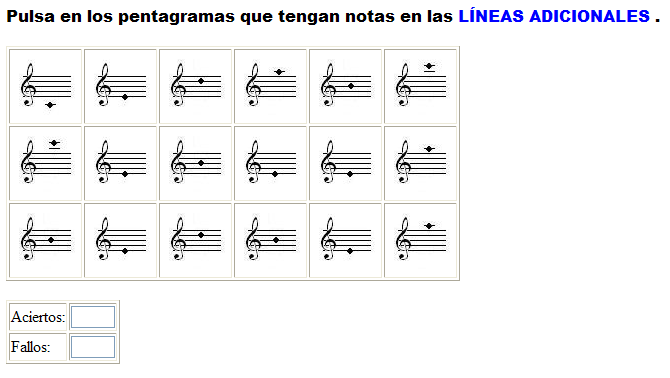 Pulsa en los pentagramas que tengan notas en las LÍNEAS ADICIONALES .
Aciertos:
Fallos: